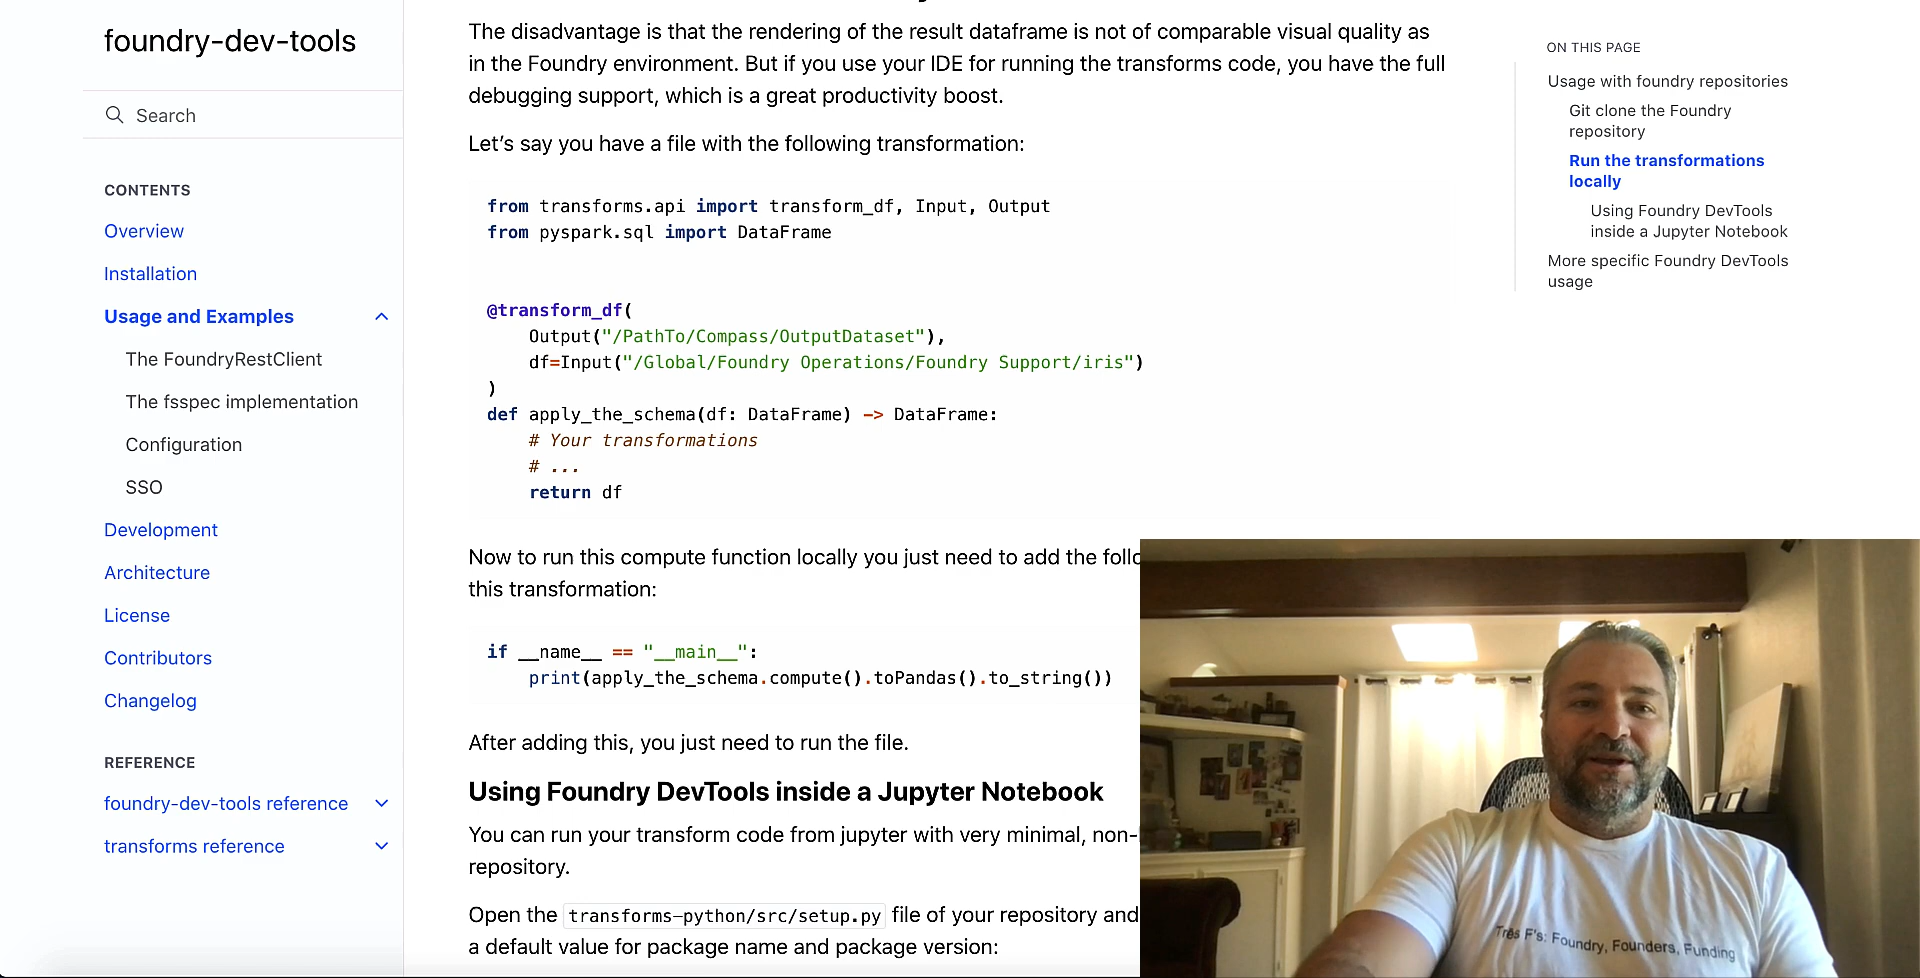 foundry-dev-tools
Search
CONTENTS
Overview
Installation
Usage and Examples
The FoundryRestClient
The fsspec implementation
Configuration
SSO
Development
Architecture
License
Contributors
Changelog
REFERENCE
foundry-dev-tools reference
transforms reference
The disadvantage is that the rendering of the result dataframe is not of comparable visual quality as
in the Foundry environment. But if you use your IDE for running the transforms code, you have the full
debugging support, which is a great productivity boost.
Let’s say you have a file with the following transformation:
from transforms.api import transform_df, Input, Output
from pyspark.sql import DataFrame
@transform_df(
    Output("/PathTo/Compass/OutputDataset"),
    df=Input("/Global/Foundry Operations/Foundry Support/iris")
)
def apply_the_schema(df: DataFrame) -> DataFrame:
    # Your transformations
    # ...
    return df
Now to run this compute function locally you just need to add the follo
this transformation:
if __name__ == "__main__":
    print(apply_the_schema.compute().toPandas().to_string())
After adding this, you just need to run the file.
Using Foundry DevTools inside a Jupyter Notebook
You can run your transform code from jupyter with very minimal, non-
repository.
Open the transforms-python/src/setup.py file of your repository and
a default value for package name and package version:
ON THIS PAGE
Usage with foundry repositories
Git clone the Foundry
repository
Run the transformations
locally
Using Foundry DevTools
inside a Jupyter Notebook
More specific Foundry DevTools
usage
Três F's: Foundry, Founders, Funding